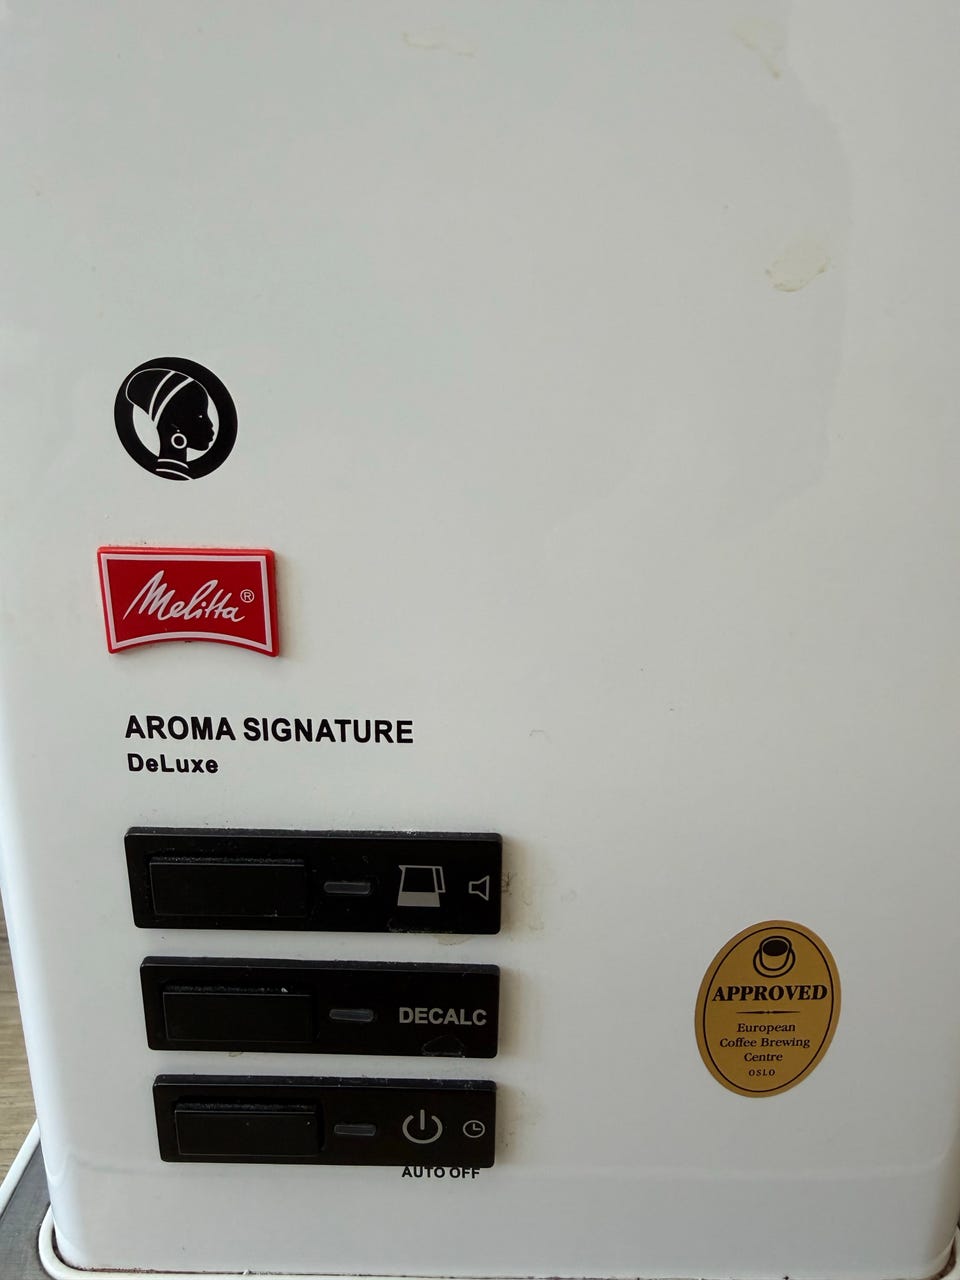 Melitta®
AROMA SIGNATURE
DeLuxe
DECALC
AUTO OFF
APPROVED
European
Coffee Brewing
Centre
OSLO